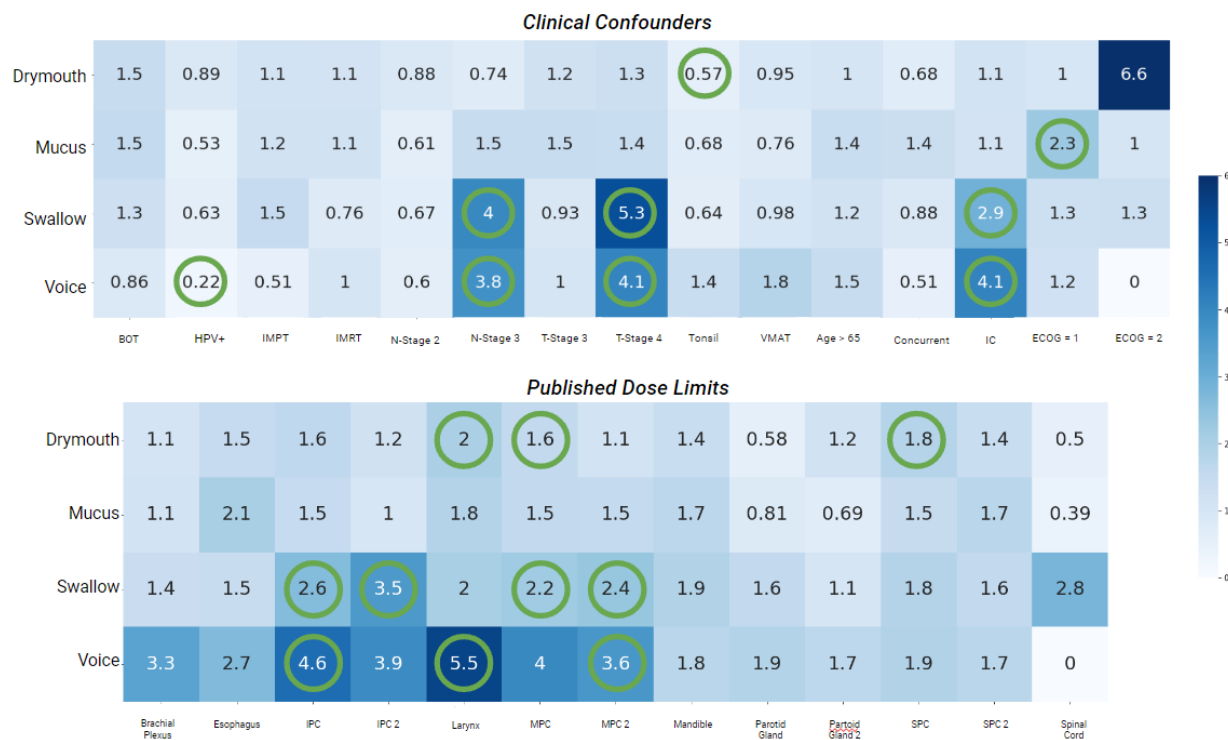 Clinical Confounders
Drymouth 1.5 0.89 1.1 1.1 0.88 0.74 1.2 1.3 0.57 0.95 1 0.68 1.1 1 6.6
Mucus 1.5 0.53 1.2 1.1 0.61 1.5 1.5 1.4 0.68 0.76 1.4 1.4 1.1 2.3 1
Swallow 1.3 0.63 1.5 0.76 0.67 4 0.93 5.3 0.64 0.98 1.2 0.88 2.9 1.3 1.3
Voice 0.86 0.22 0.51 1 0.6 3.8 1 4.1 1.4 1.8 1.5 0.51 4.1 1.2 0
BOT HPV+ IMPT IMRT N-Stage 2 N-Stage 3 T-Stage 3 T-Stage 4 Tonsil VMAT Age > 65 Concurrent IC ECOG = 1 ECOG = 2
Published Dose Limits
Drymouth 1.1 1.5 1.6 1.2 2 1.6 1.1 1.4 0.58 1.2 1.8 1.4 0.5
Mucus 1.1 2.1 1.5 1 1.8 1.5 1.5 1.7 0.81 0.69 1.5 1.7 0.39
Swallow 1.4 1.5 2.6 3.5 2 2.2 2.4 1.9 1.6 1.1 1.8 1.6 2.8
Voice 3.3 2.7 4.6 3.9 5.5 4 3.6 1.8 1.9 1.7 1.9 1.7 0
Brachial Esophagus IPC IPC 2 Larynx MPC MPC 2 Mandible Parotid Partoid SPC SPC 2 Spinal
Plexus Gland Gland 2 Cord
6
5
4
3
2
1
0